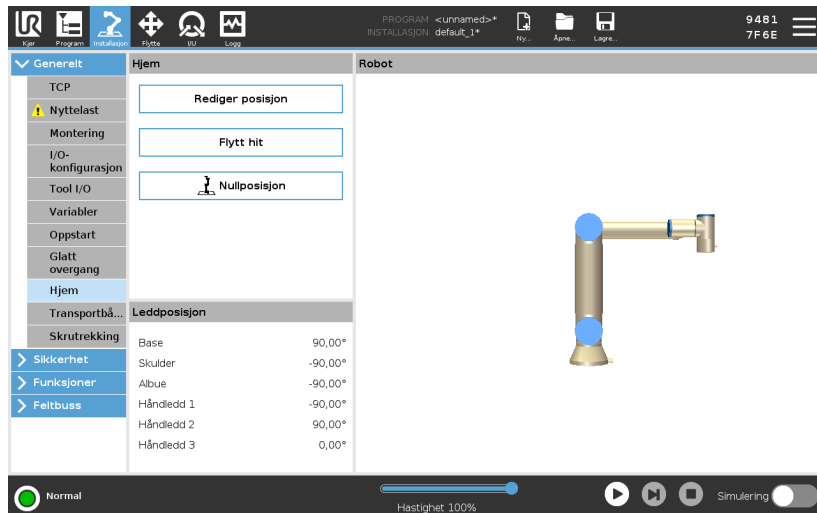 UR
Kjør
Program
Installasjon
Flytte
I/U
Logg
PROGRAM <unnamed>*
INSTALLASJON default_1*
Ny...
Åpne...
Lagre...
9481
7F6E
Generelt
TCP
Nyttelast
Montering
I/O-
konfigurasjon
Tool I/O
Variabler
Oppstart
Glatt
overgang
Hjem
Transportbå...
Skrutrekking
Sikkerhet
Funksjoner
Feltbuss
Hjem
Rediger posisjon
Flytt hit
Nullposisjon
Leddposisjon
Base 90,00°
Skulder -90,00°
Albue -90,00°
Håndledd 1 -90,00°
Håndledd 2 90,00°
Håndledd 3 0,00°
Robot
Normal
Hastighet 100%
Simulering